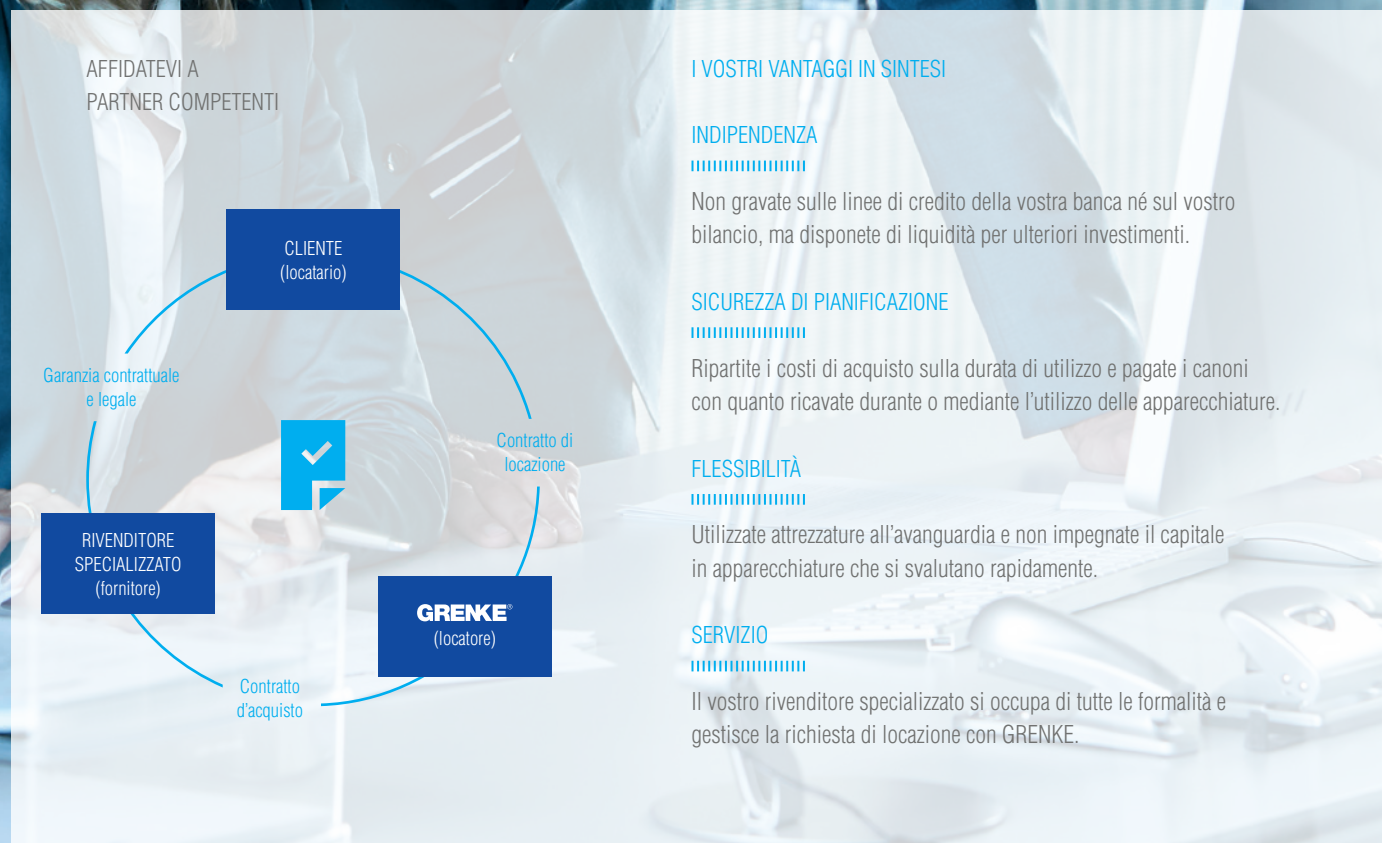 AFFIDATEVI A
PARTNER COMPETENTI
CLIENTE
(locatario)
Garanzia contrattuale
e legale
Contratto di
locazione
RIVENDITORE
SPECIALIZZATO
(fornitore)
GRENKE®
(locatore)
Contratto
d'acquisto
I VOSTRI VANTAGGI IN SINTESI
INDIPENDENZA
Non gravate sulle linee di credito della vostra banca né sul vostro
bilancio, ma disponete di liquidità per ulteriori investimenti.
SICUREZZA DI PIANIFICAZIONE
Ripartite i costi di acquisto sulla durata di utilizzo e pagate i canoni
con quanto ricavate durante o mediante l'utilizzo delle apparecchiature.
FLESSIBILITÀ
Utilizzate attrezzature all'avanguardia e non impegnate il capitale
in apparecchiature che si svalutano rapidamente.
SERVIZIO
Il vostro rivenditore specializzato si occupa di tutte le formalità e
gestisce la richiesta di locazione con GRENKE.